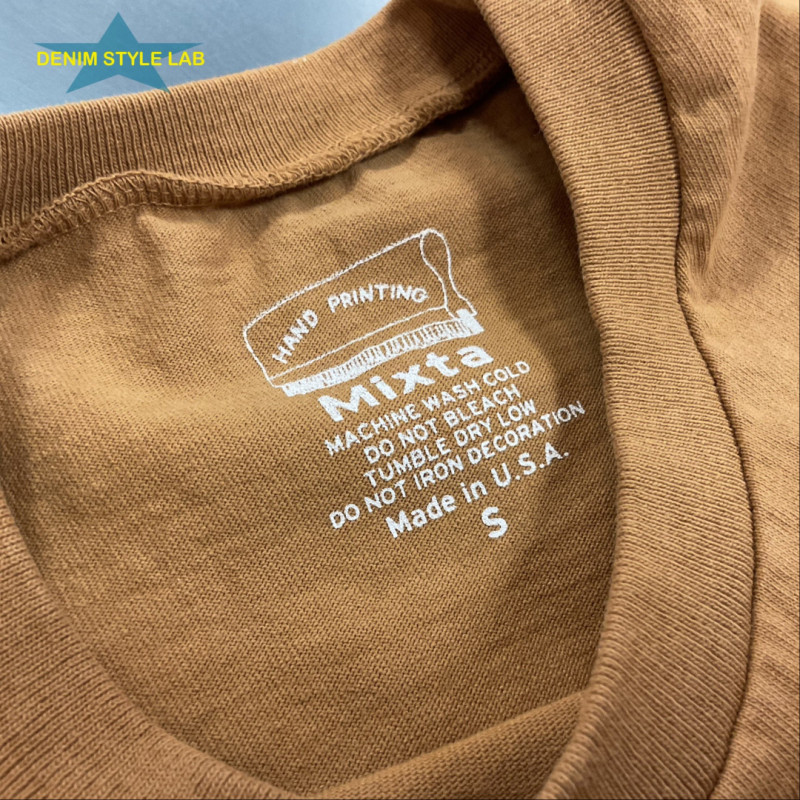 DENIM STYLE LAB
HAND PRINTING
Mixta
MACHINE WASH COLD
DO NOT BLEACH
TUMBLE DRY LOW
DO NOT IRON DECORATION
Made in U.S.A.
S